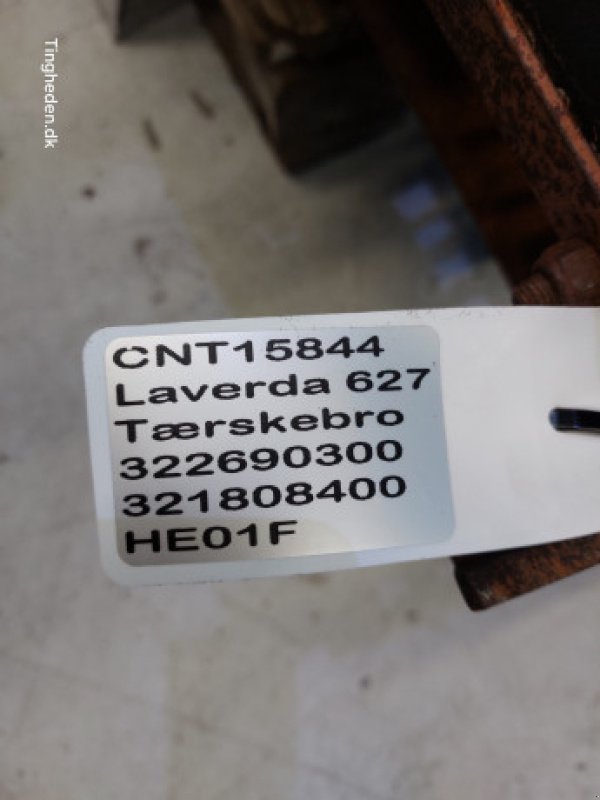 Tingheden.dk
CNT15844
Laverda 627
Tærskebro
322690300
321808400
HE01F